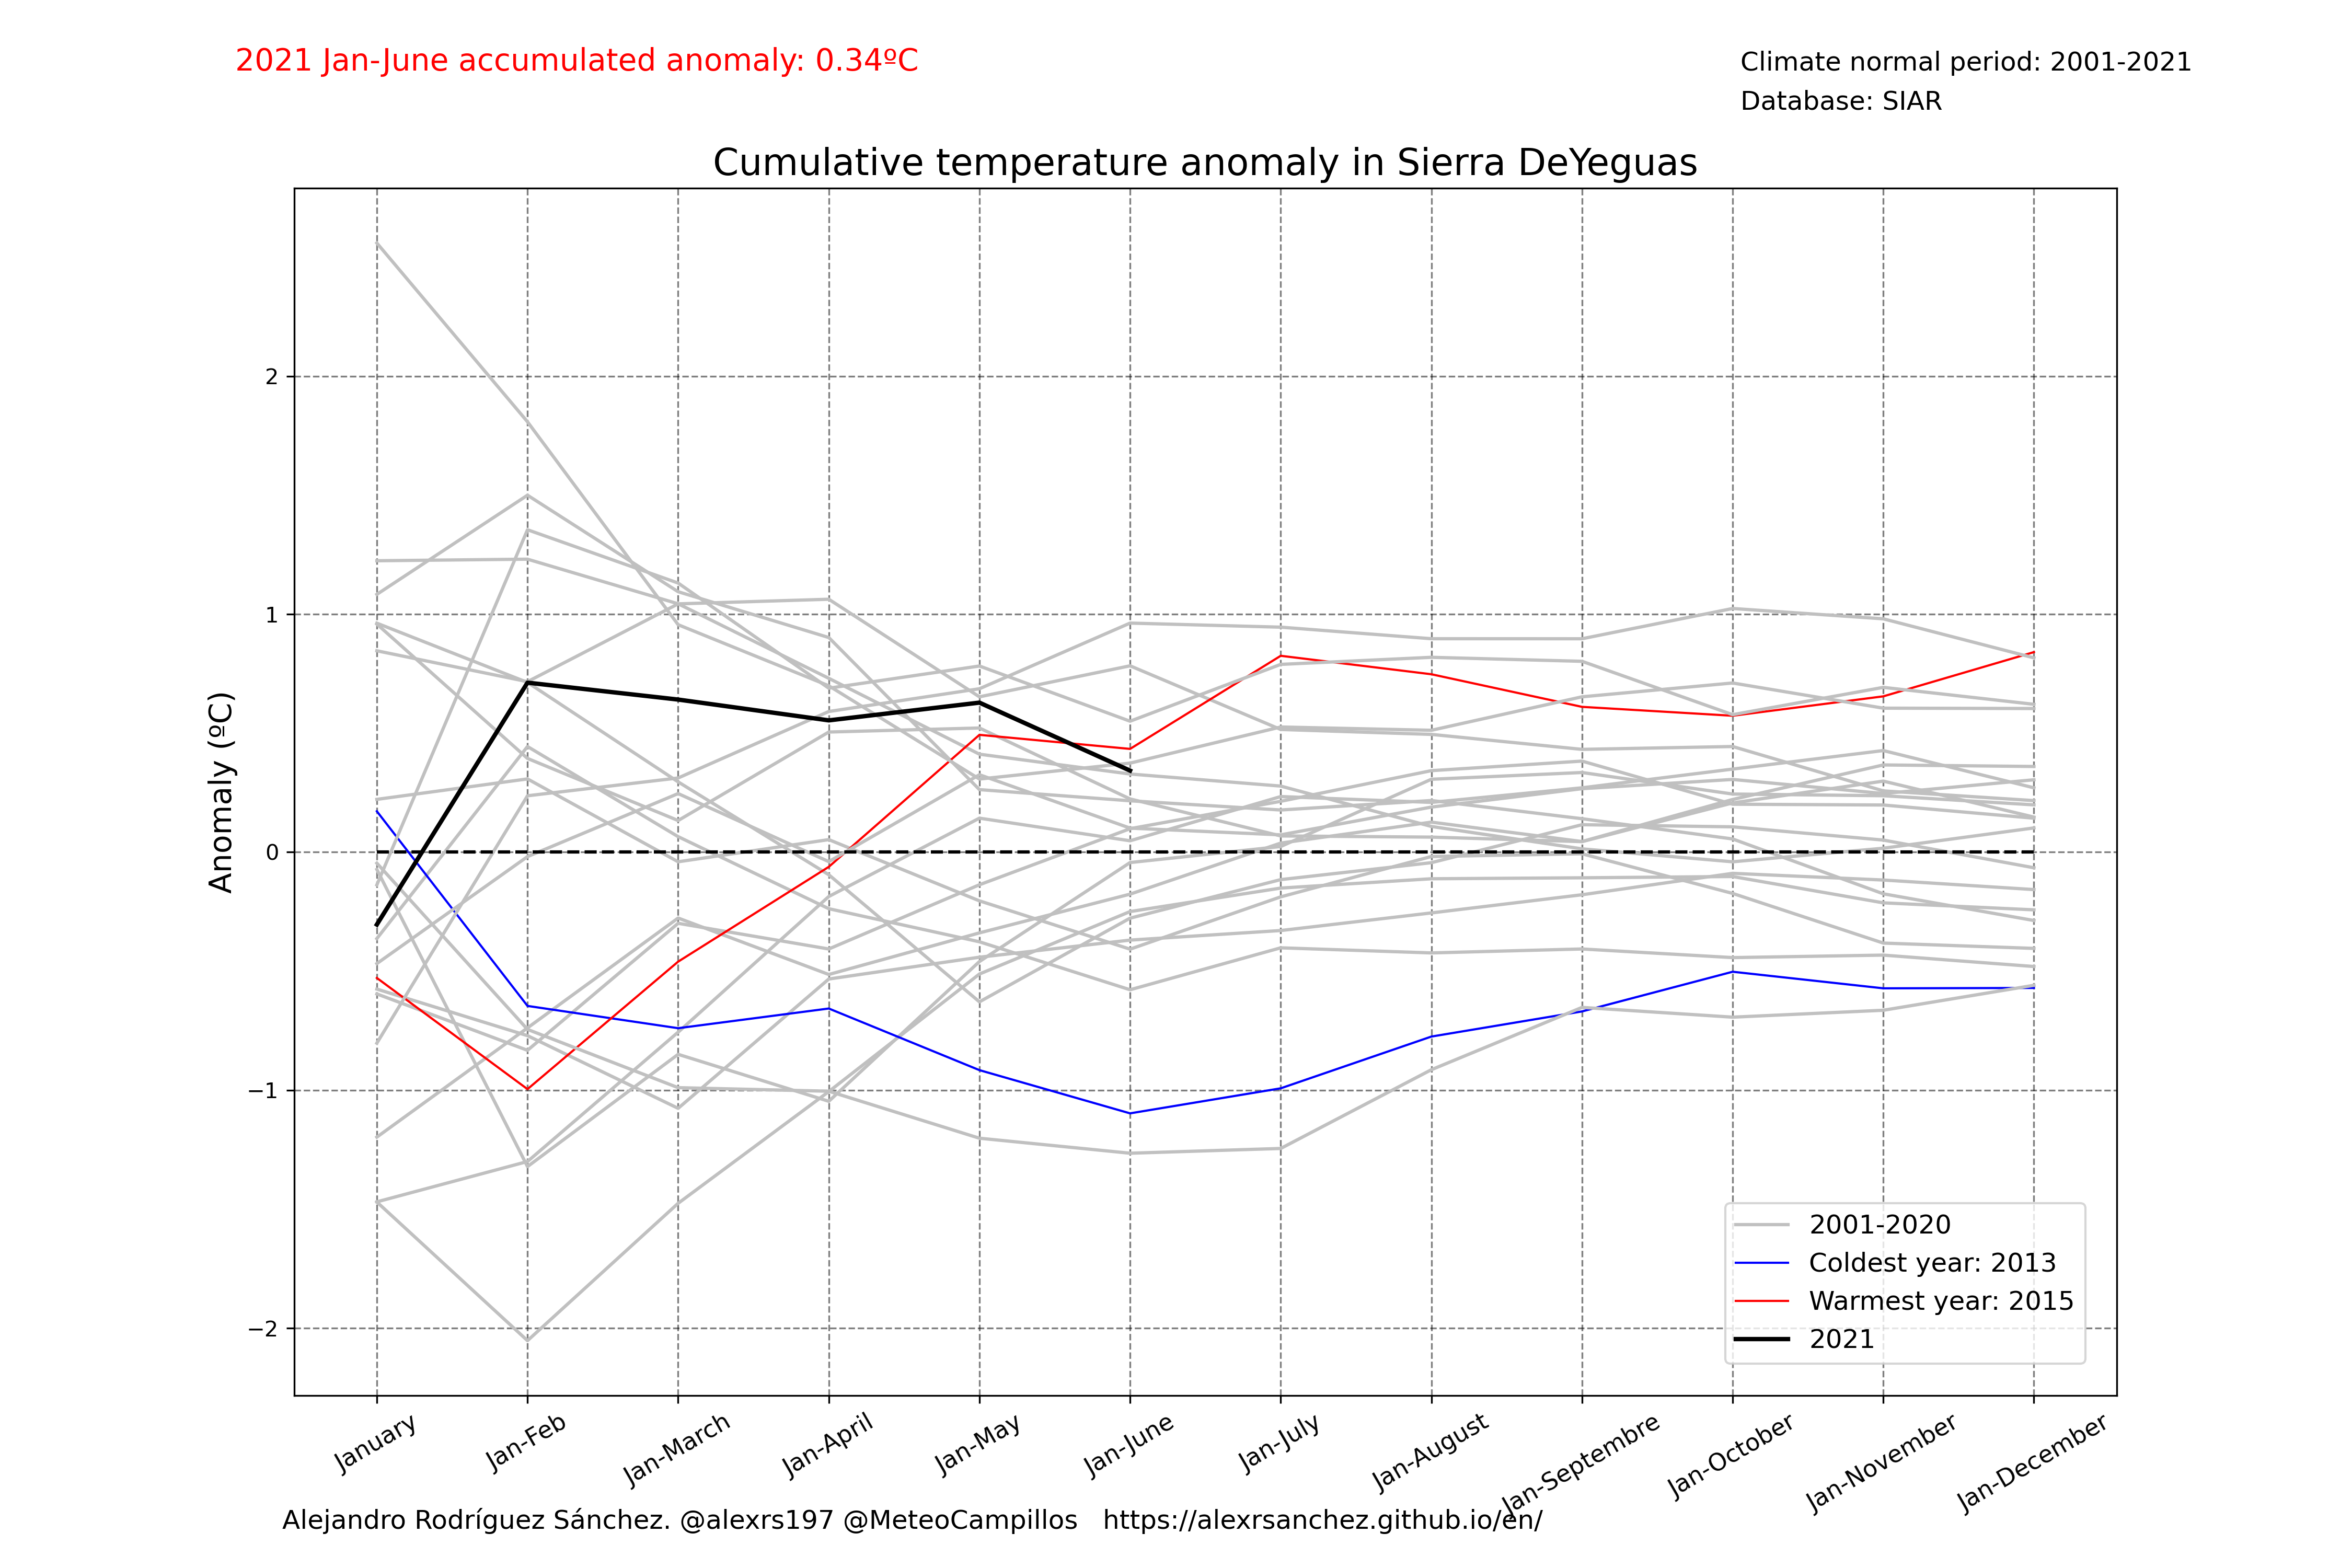 2021 Jan-June accumulated anomaly: 0.34ºC
Climate normal period: 2001-2021
Database: SIAR
Cumulative temperature anomaly in Sierra DeYeguas
Anomaly (ºC)
2
1
0
−1
−2
2001-2020
Coldest year: 2013
Warmest year: 2015
2021
January
Jan-Feb
Jan-March
Jan-April
Jan-May
Jan-June
Jan-July
Jan-August
Jan-Septembre
Jan-October
Jan-November
Jan-December
Alejandro Rodríguez Sánchez. @alexrs197 @MeteoCampillos   https://alexrsanchez.github.io/en/